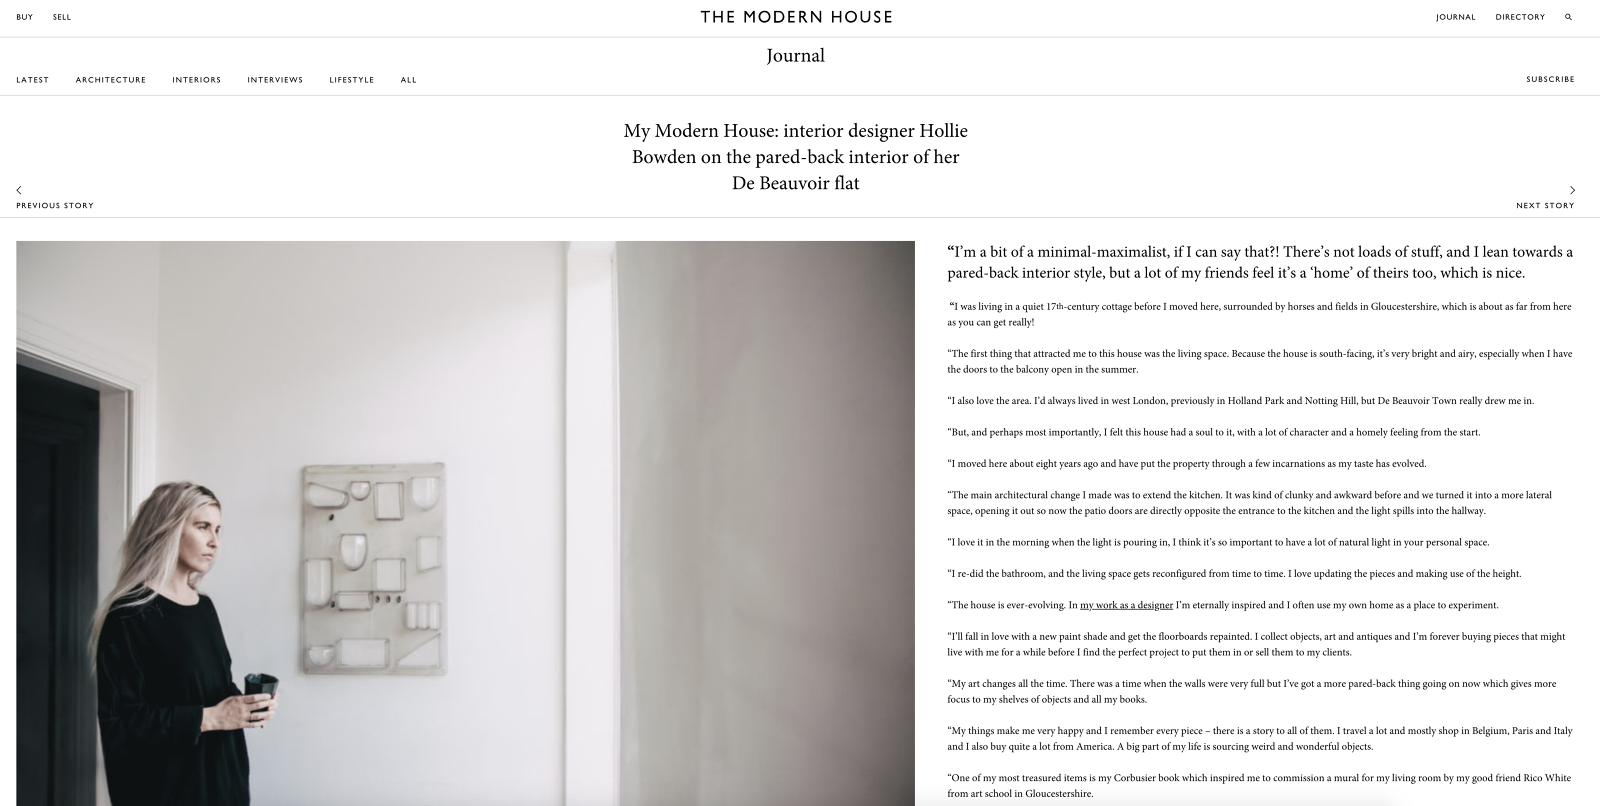 BUY SELL THE MODERN HOUSE JOURNAL DIRECTORY
Journal
LATEST ARCHITECTURE INTERIORS INTERVIEWS LIFESTYLE ALL SUBSCRIBE
My Modern House: interior designer Hollie
Bowden on the pared-back interior of her
De Beauvoir flat
PREVIOUS STORY NEXT STORY
“I’m a bit of a minimal-maximalist, if I can say that?! There’s not loads of stuff, and I lean towards a
pared-back interior style, but a lot of my friends feel it’s a ‘home’ of theirs too, which is nice.
“I was living in a quiet 17th-century cottage before I moved here, surrounded by horses and fields in Gloucestershire, which is about as far from here
as you can get really!
“The first thing that attracted me to this house was the living space. Because the house is south-facing, it’s very bright and airy, especially when I have
the doors to the balcony open in the summer.
“I also love the area. I’d always lived in west London, previously in Holland Park and Notting Hill, but De Beauvoir Town really drew me in.
“But, and perhaps most importantly, I felt this house had a soul to it, with a lot of character and a homely feeling from the start.
“I moved here about eight years ago and have put the property through a few incarnations as my taste has evolved.
“The main architectural change I made was to extend the kitchen. It was kind of clunky and awkward before and we turned it into a more lateral
space, opening it out so now the patio doors are directly opposite the entrance to the kitchen and the light spills into the hallway.
“I love it in the morning when the light is pouring in, I think it’s so important to have a lot of natural light in your personal space.
“I re-did the bathroom, and the living space gets reconfigured from time to time. I love updating the pieces and making use of the height.
“The house is ever-evolving. In my work as a designer I’m eternally inspired and I often use my own home as a place to experiment.
“I’ll fall in love with a new paint shade and get the floorboards repainted. I collect objects, art and antiques and I’m forever buying pieces that might
live with me for a while before I find the perfect project to put them in or sell them to my clients.
“My art changes all the time. There was a time when the walls were very full but I’ve got a more pared-back thing going on now which gives more
focus to my shelves of objects and all my books.
“My things make me very happy and I remember every piece – there is a story to all of them. I travel a lot and mostly shop in Belgium, Paris and Italy
and I also buy quite a lot from America. A big part of my life is sourcing weird and wonderful objects.
“One of my most treasured items is my Corbusier book which inspired me to commission a mural for my living room by my good friend Rico White
from art school in Gloucestershire.